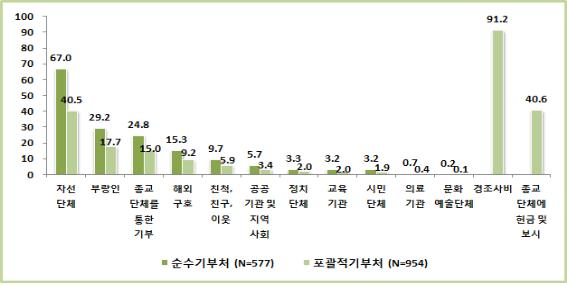 100
90
80
70
60
50
40
30
20
10
0
67.0 40.5 29.2 17.7 24.8 15.0 15.3 9.2 9.7 5.9 5.7 3.4 3.3 2.0 3.2 2.0 3.2 1.9 0.7 0.4 0.2 0.1 91.2 40.6
자선 부랑인 종교 해외 친척, 공공 정치 교육 시민 의료 문화 경조사비 종교
단체 단체를 구호 친구, 기관 및 단체 기관 단체 기관 예술단체 단체에
통한 이웃 지역 현금 및
기부 사회 보시
순수기부처 (N=577) 포괄적기부처 (N=954)